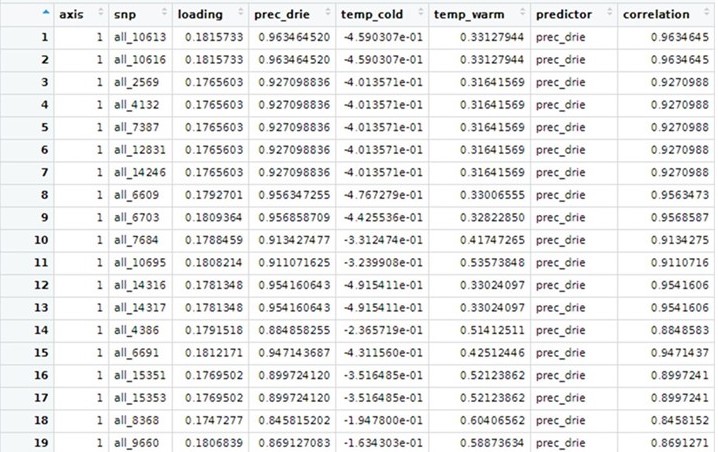 axis snp loading prec_drie temp_cold temp_warm predictor correlation
1 1 all_10613 0.1815733 0.963464520 -4.590307e-01 0.33127944 prec_drie 0.9634645
2 1 all_10616 0.1815733 0.963464520 -4.590307e-01 0.33127944 prec_drie 0.9634645
3 1 all_2569 0.1765603 0.927098836 -4.013571e-01 0.31641569 prec_drie 0.9270988
4 1 all_4132 0.1765603 0.927098836 -4.013571e-01 0.31641569 prec_drie 0.9270988
5 1 all_7387 0.1765603 0.927098836 -4.013571e-01 0.31641569 prec_drie 0.9270988
6 1 all_12831 0.1765603 0.927098836 -4.013571e-01 0.31641569 prec_drie 0.9270988
7 1 all_14246 0.1765603 0.927098836 -4.013571e-01 0.31641569 prec_drie 0.9270988
8 1 all_6609 0.1792701 0.956347255 -4.767279e-01 0.33006555 prec_drie 0.9563473
9 1 all_6703 0.1809364 0.956858709 -4.425536e-01 0.32822850 prec_drie 0.9568587
10 1 all_7684 0.1788459 0.913427477 -3.312474e-01 0.41747265 prec_drie 0.9134275
11 1 all_10695 0.1808214 0.911071625 -3.239908e-01 0.53573848 prec_drie 0.9110716
12 1 all_14316 0.1781348 0.954160643 -4.915411e-01 0.33024097 prec_drie 0.9541606
13 1 all_14317 0.1781348 0.954160643 -4.915411e-01 0.33024097 prec_drie 0.9541606
14 1 all_4386 0.1791518 0.884858255 -2.365719e-01 0.51412511 prec_drie 0.8848583
15 1 all_6691 0.1812171 0.947143687 -4.311560e-01 0.42512446 prec_drie 0.9471437
16 1 all_15351 0.1769502 0.899724120 -3.516485e-01 0.52123862 prec_drie 0.8997241
17 1 all_15353 0.1769502 0.899724120 -3.516485e-01 0.52123862 prec_drie 0.8997241
18 1 all_8368 0.1747277 0.845815202 -1.947800e-01 0.60406562 prec_drie 0.8458152
19 1 all_9660 0.1806839 0.869127083 -1.634303e-01 0.58873634 prec_drie 0.8691271